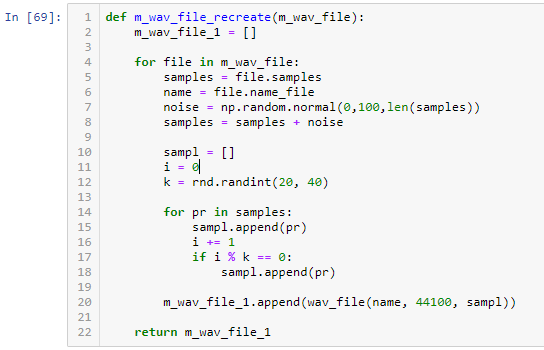 In [69]:
1 def m_wav_file_recreate(m_wav_file):
2     m_wav_file_1 = []
3
4     for file in m_wav_file:
5         samples = file.samples
6         name = file.name_file
7         noise = np.random.normal(0,100,len(samples))
8         samples = samples + noise
9
10         sampl = []
11         i = 0
12         k = rnd.randint(20, 40)
13
14         for pr in samples:
15             sampl.append(pr)
16             i += 1
17             if i % k == 0:
18                 sampl.append(pr)
19
20         m_wav_file_1.append(wav_file(name, 44100, sampl))
21
22     return m_wav_file_1